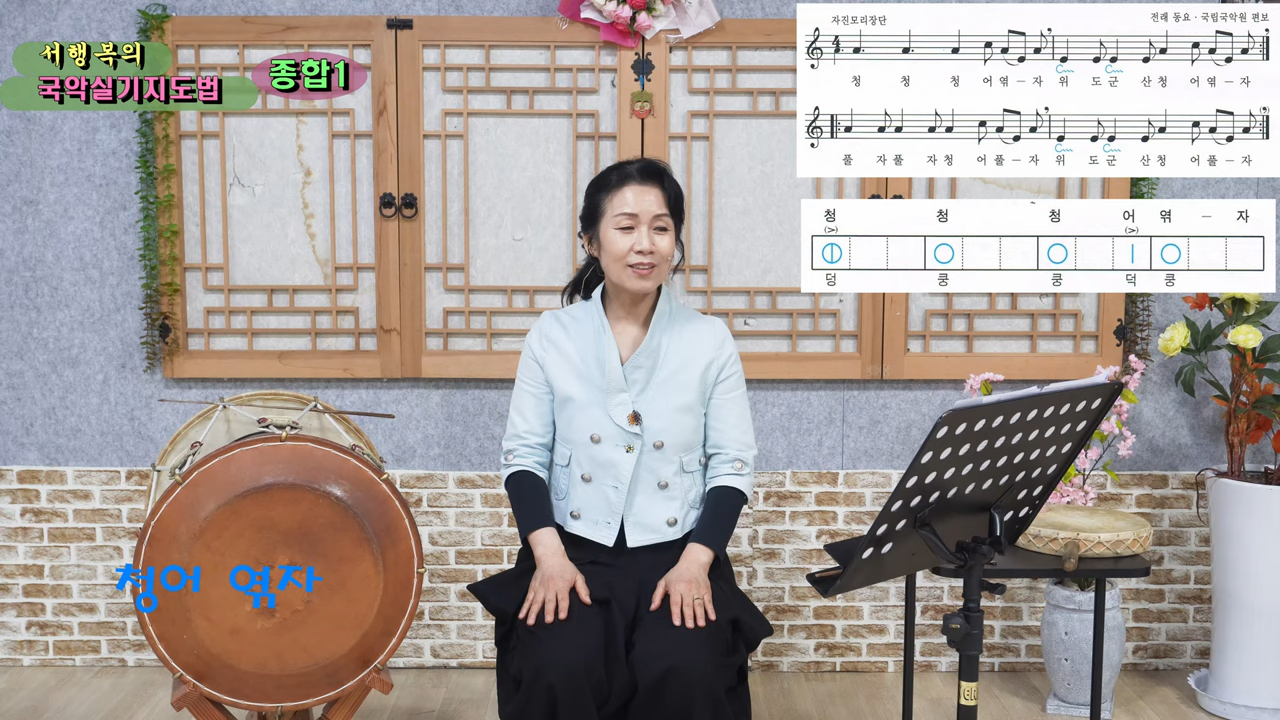 서행복의
국악실기지도법
종합1
자진모리장단
전래 동요 · 국립국악원 편보
청 청 청 어엮 - 자 위 도군 산청 어엮 - 자
풀 자풀 자청 어풀 - 자 위 도군 산청 어풀 - 자
청 청 청 어 엮 - 자
덩 쿵 쿵 덕 쿵
청어 엮자